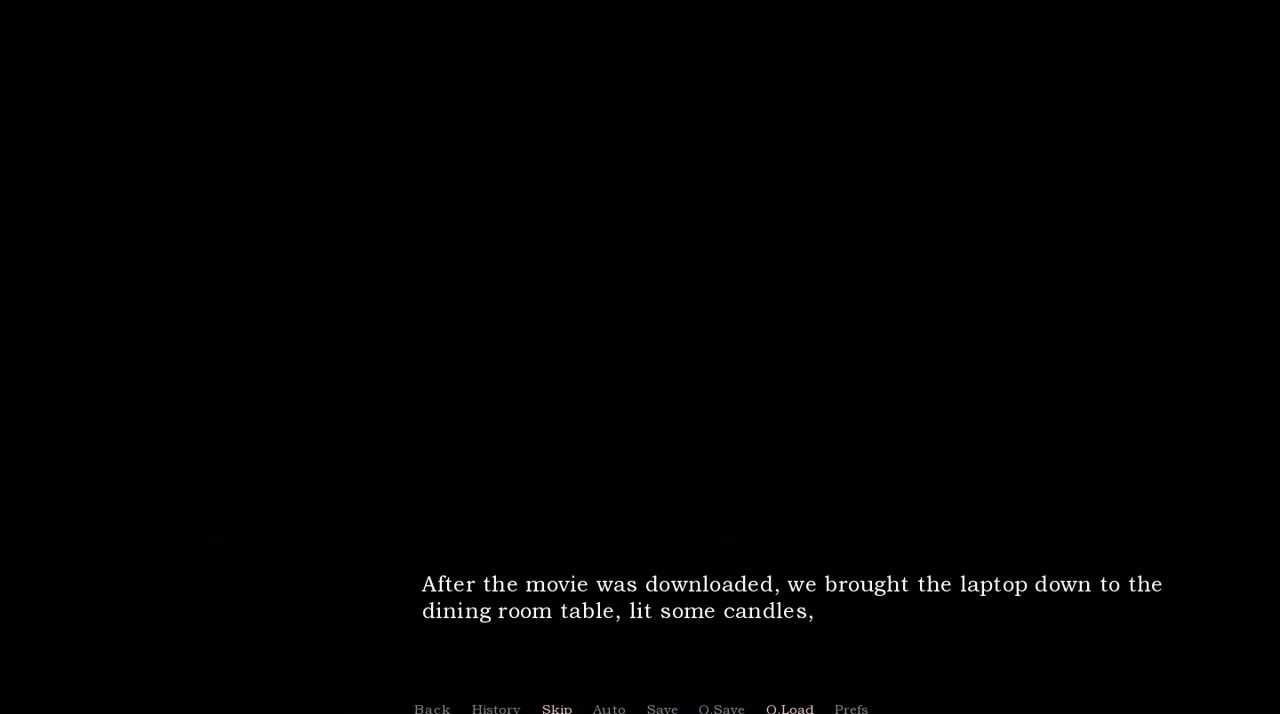 After the movie was downloaded, we brought the laptop down to the
dining room table, lit some candles,
Back History Skip Auto Save Q.Save Q.Load Prefs